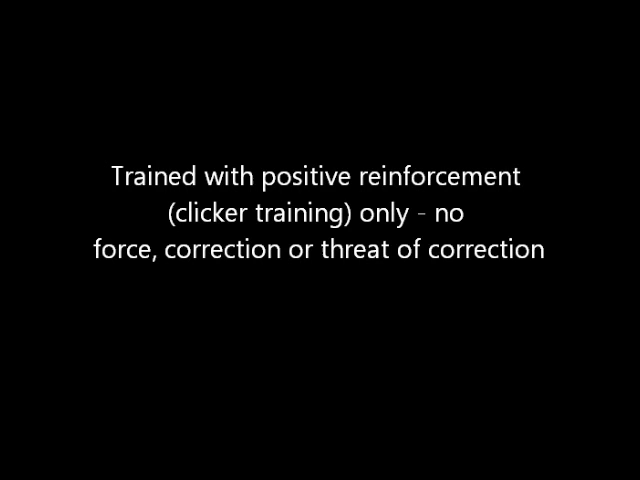 Trained with positive reinforcement
(clicker training) only - no
force, correction or threat of correction